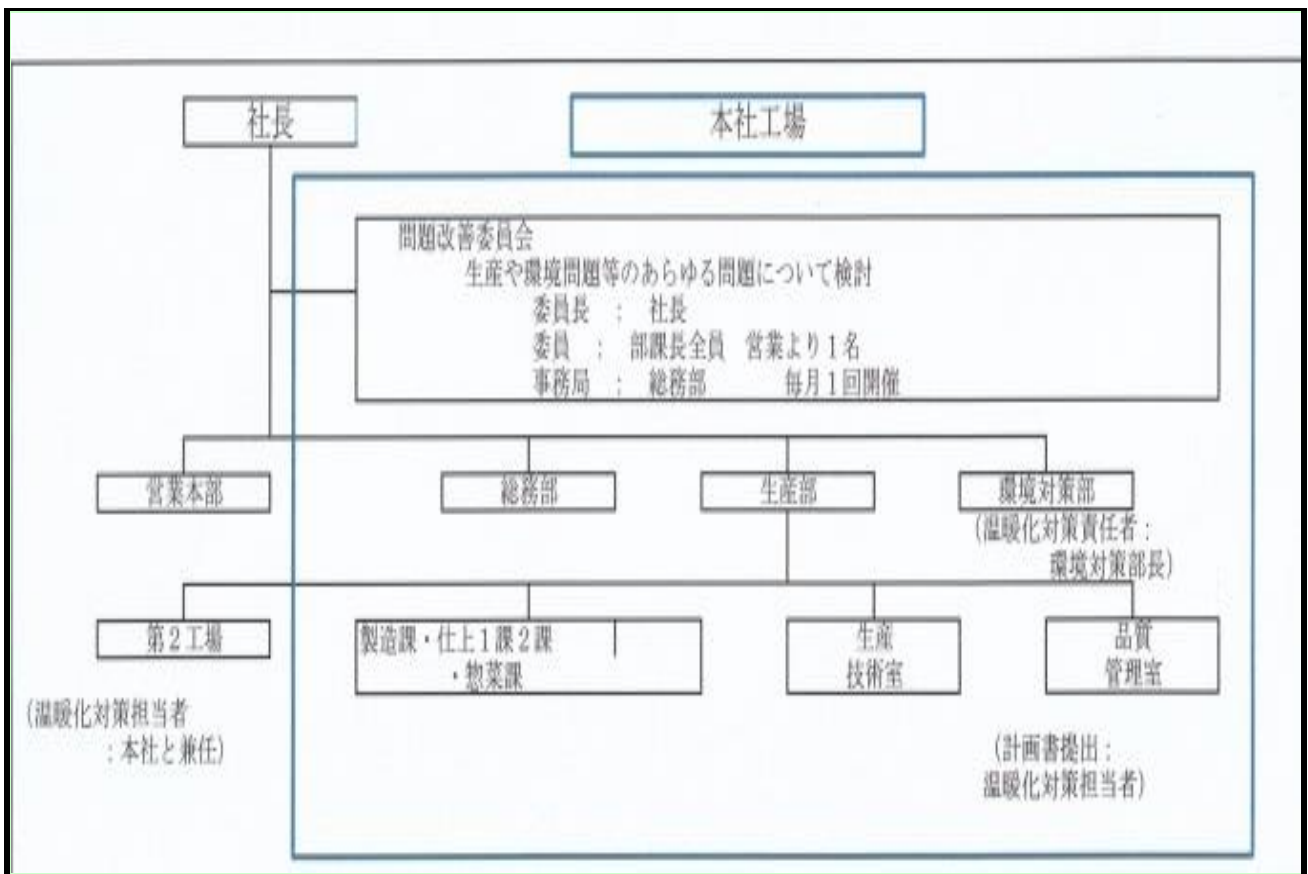 社長
本社工場
問題改善委員会
生産や環境問題等のあらゆる問題について検討
委員長 : 社長
委員 : 部課長全員 営業より1名
事務局 : 総務部 毎月1回開催
営業本部
総務部
生産部
環境対策部
(温暖化対策責任者:
環境対策部長)
第2工場
製造課・仕上1課2課
・惣菜課
生産
技術室
品質
管理室
(温暖化対策担当者
:本社と兼任)
(計画書提出:
温暖化対策担当者)